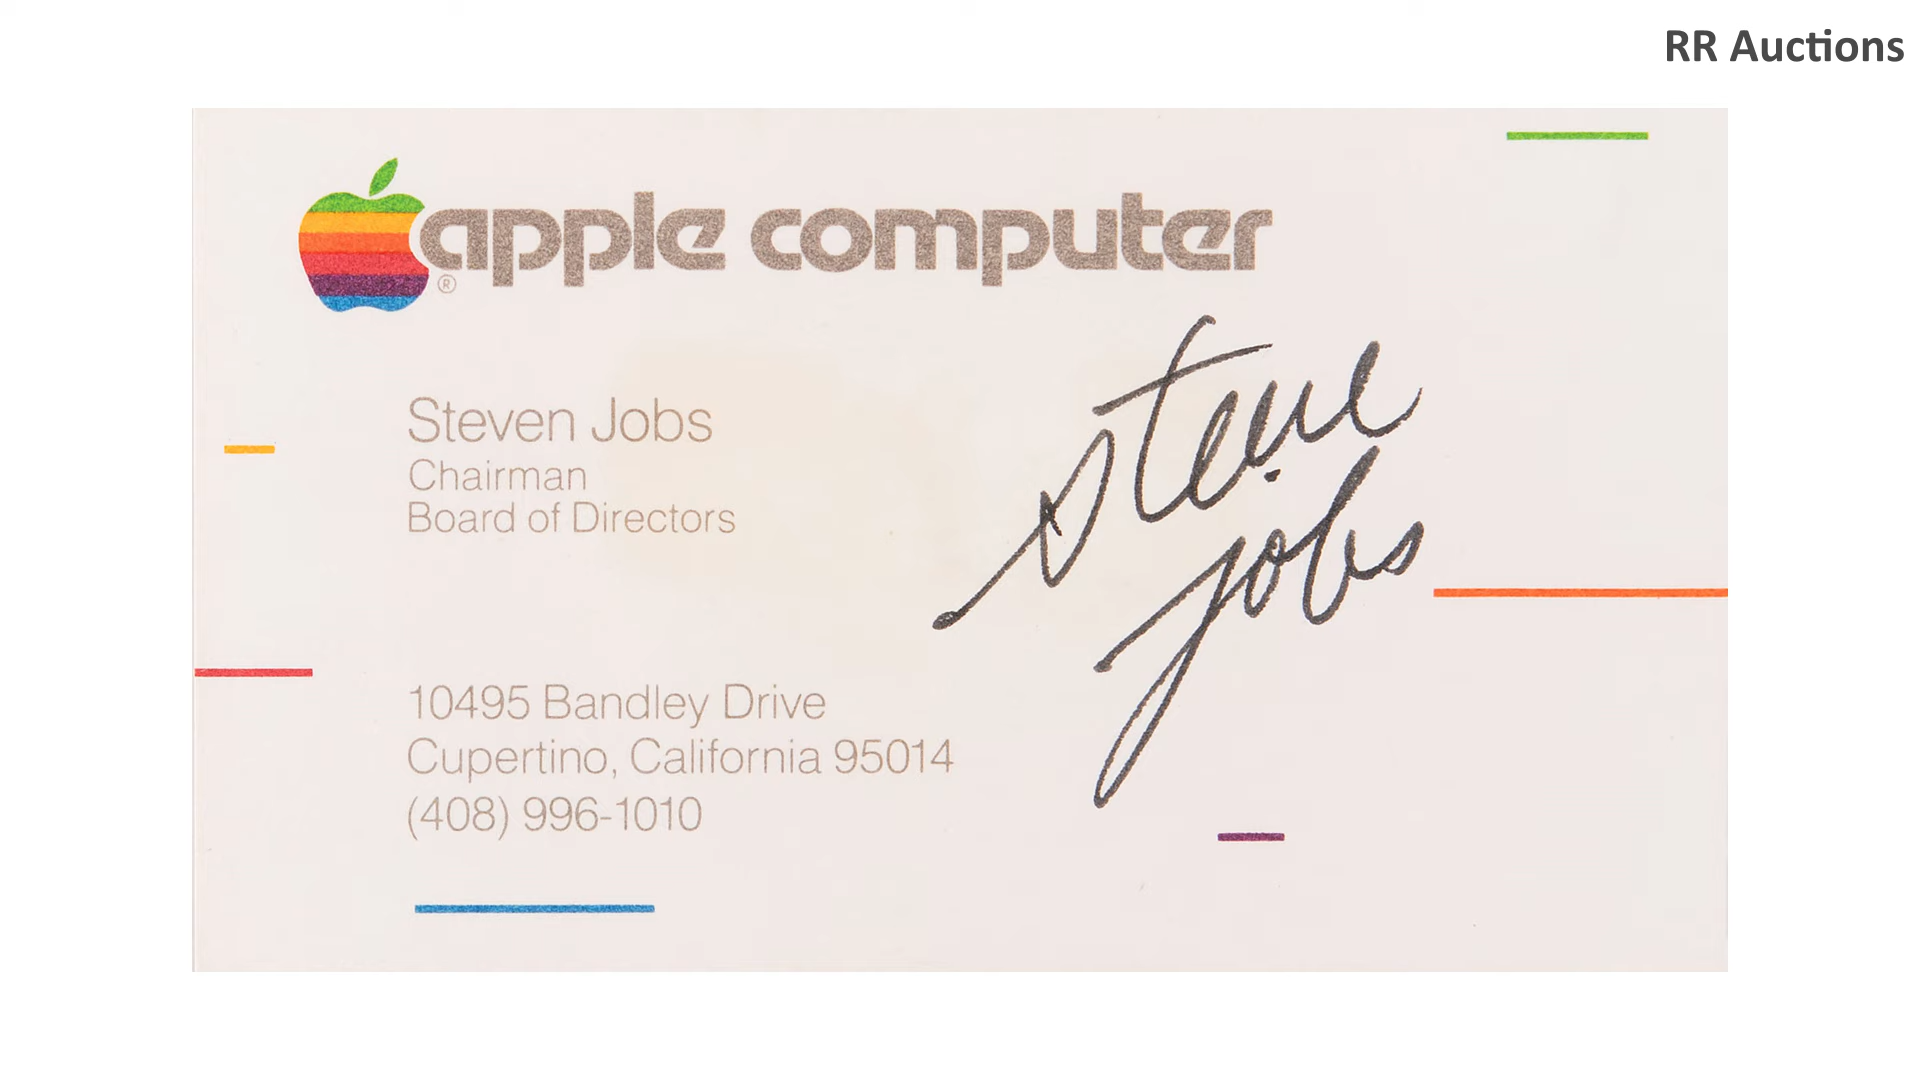 RR Auctions
apple computer
®
Steven Jobs
Chairman
Board of Directors
steve
jobs
10495 Bandley Drive
Cupertino, California 95014
(408) 996-1010